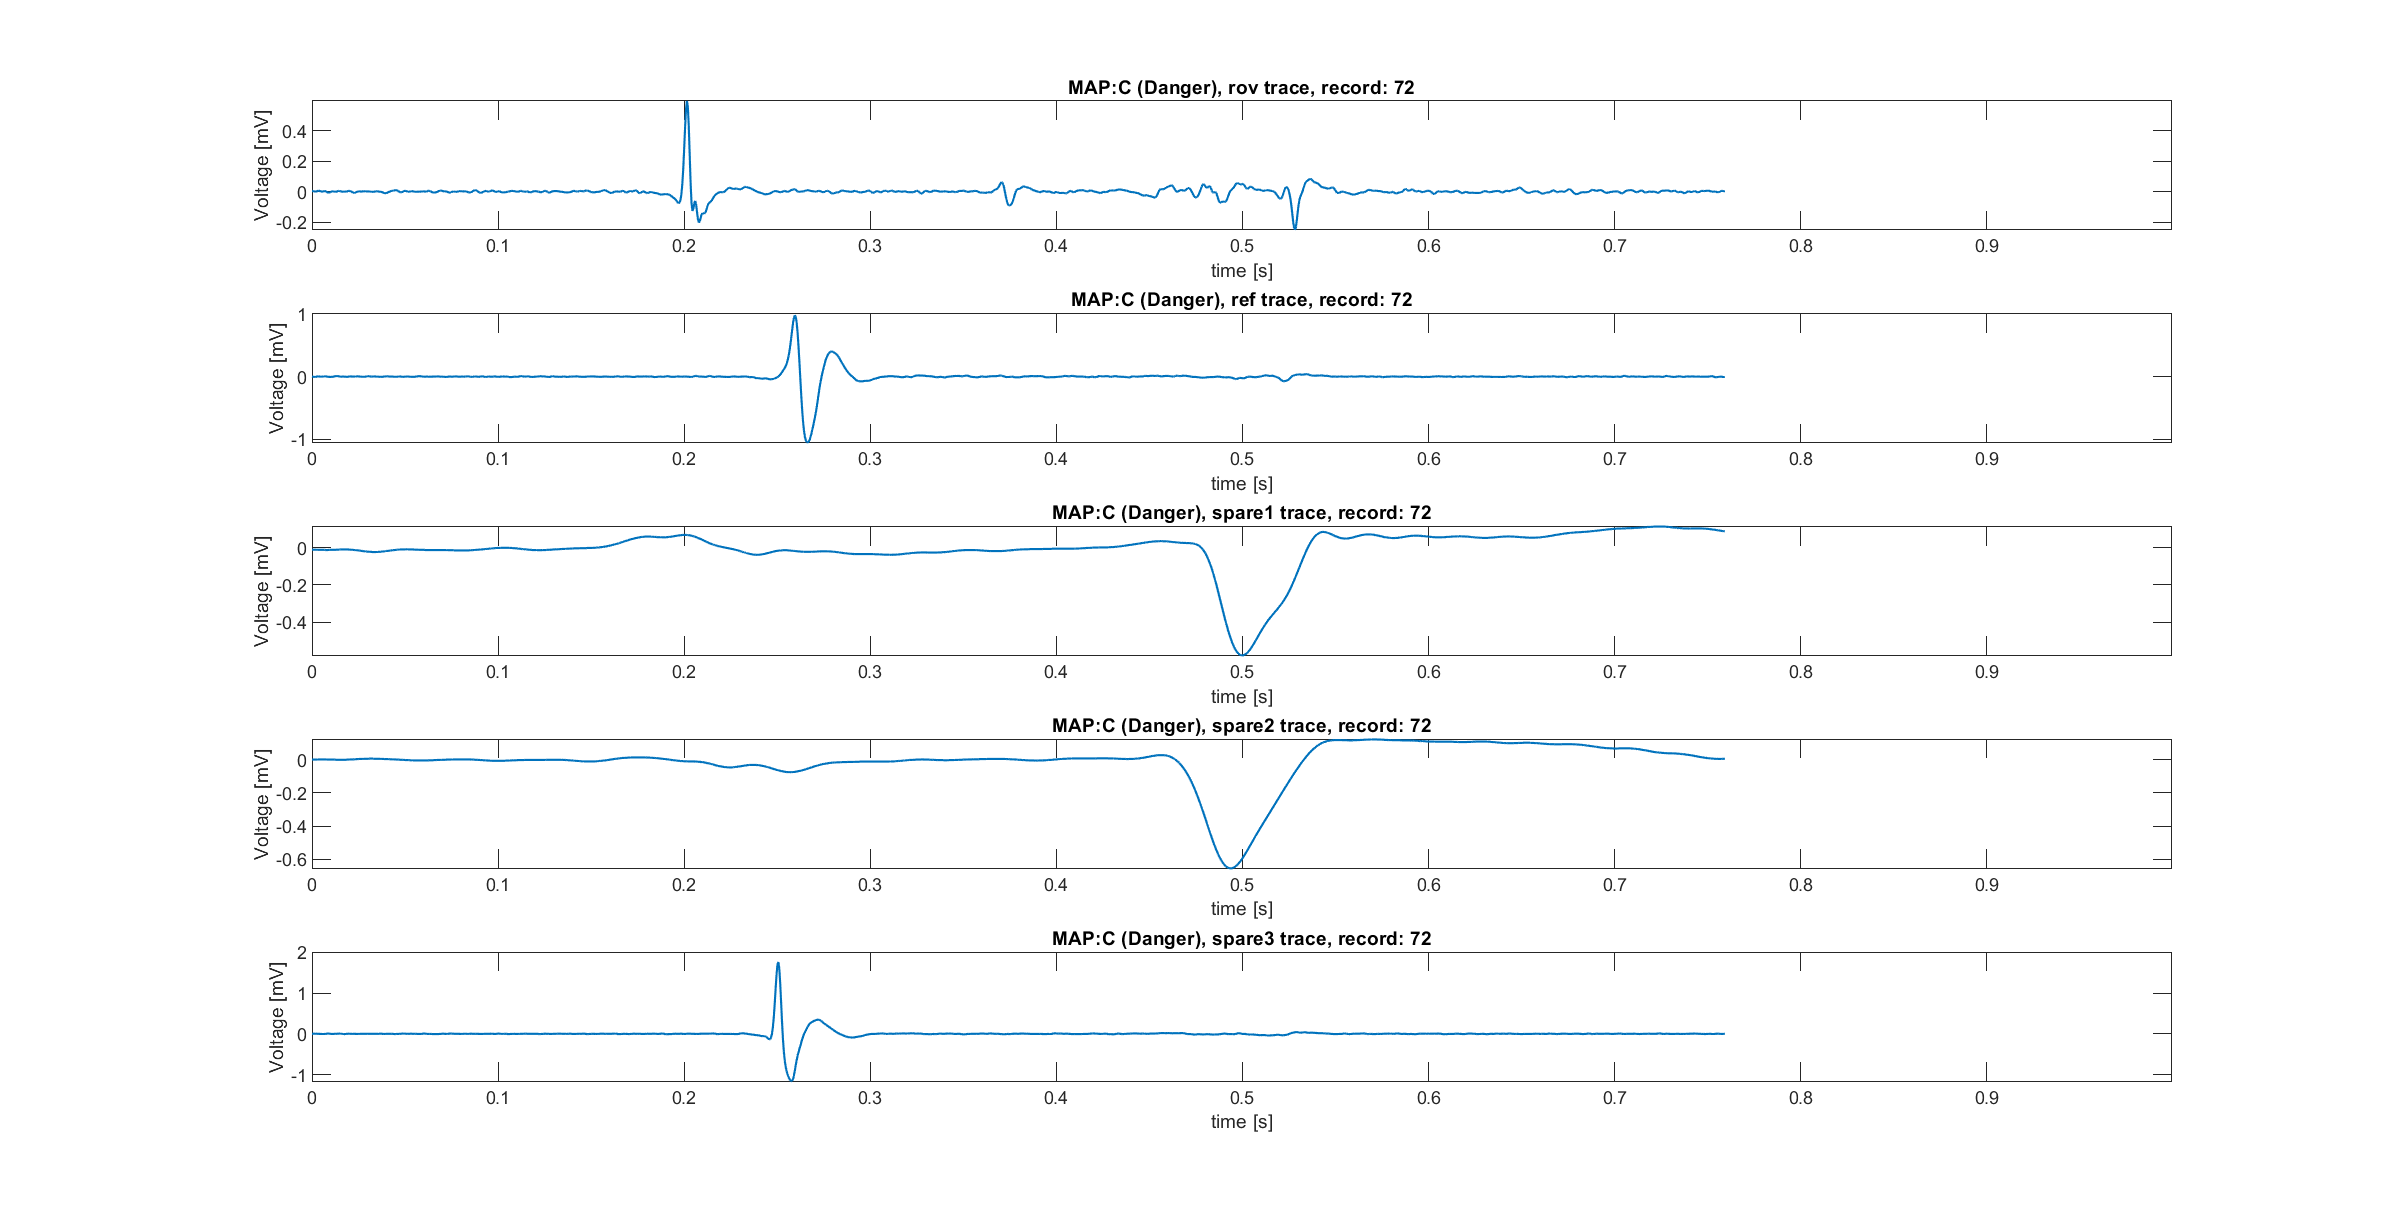 MAP:C (Danger), rov trace, record: 72
Voltage [mV]
0.4
0.2
0
-0.2
0 0.1 0.2 0.3 0.4 0.5 0.6 0.7 0.8 0.9
time [s]
MAP:C (Danger), ref trace, record: 72
Voltage [mV]
1
0
-1
0 0.1 0.2 0.3 0.4 0.5 0.6 0.7 0.8 0.9
time [s]
MAP:C (Danger), spare1 trace, record: 72
Voltage [mV]
0
-0.2
-0.4
0 0.1 0.2 0.3 0.4 0.5 0.6 0.7 0.8 0.9
time [s]
MAP:C (Danger), spare2 trace, record: 72
Voltage [mV]
0
-0.2
-0.4
-0.6
0 0.1 0.2 0.3 0.4 0.5 0.6 0.7 0.8 0.9
time [s]
MAP:C (Danger), spare3 trace, record: 72
Voltage [mV]
2
1
0
-1
0 0.1 0.2 0.3 0.4 0.5 0.6 0.7 0.8 0.9
time [s]